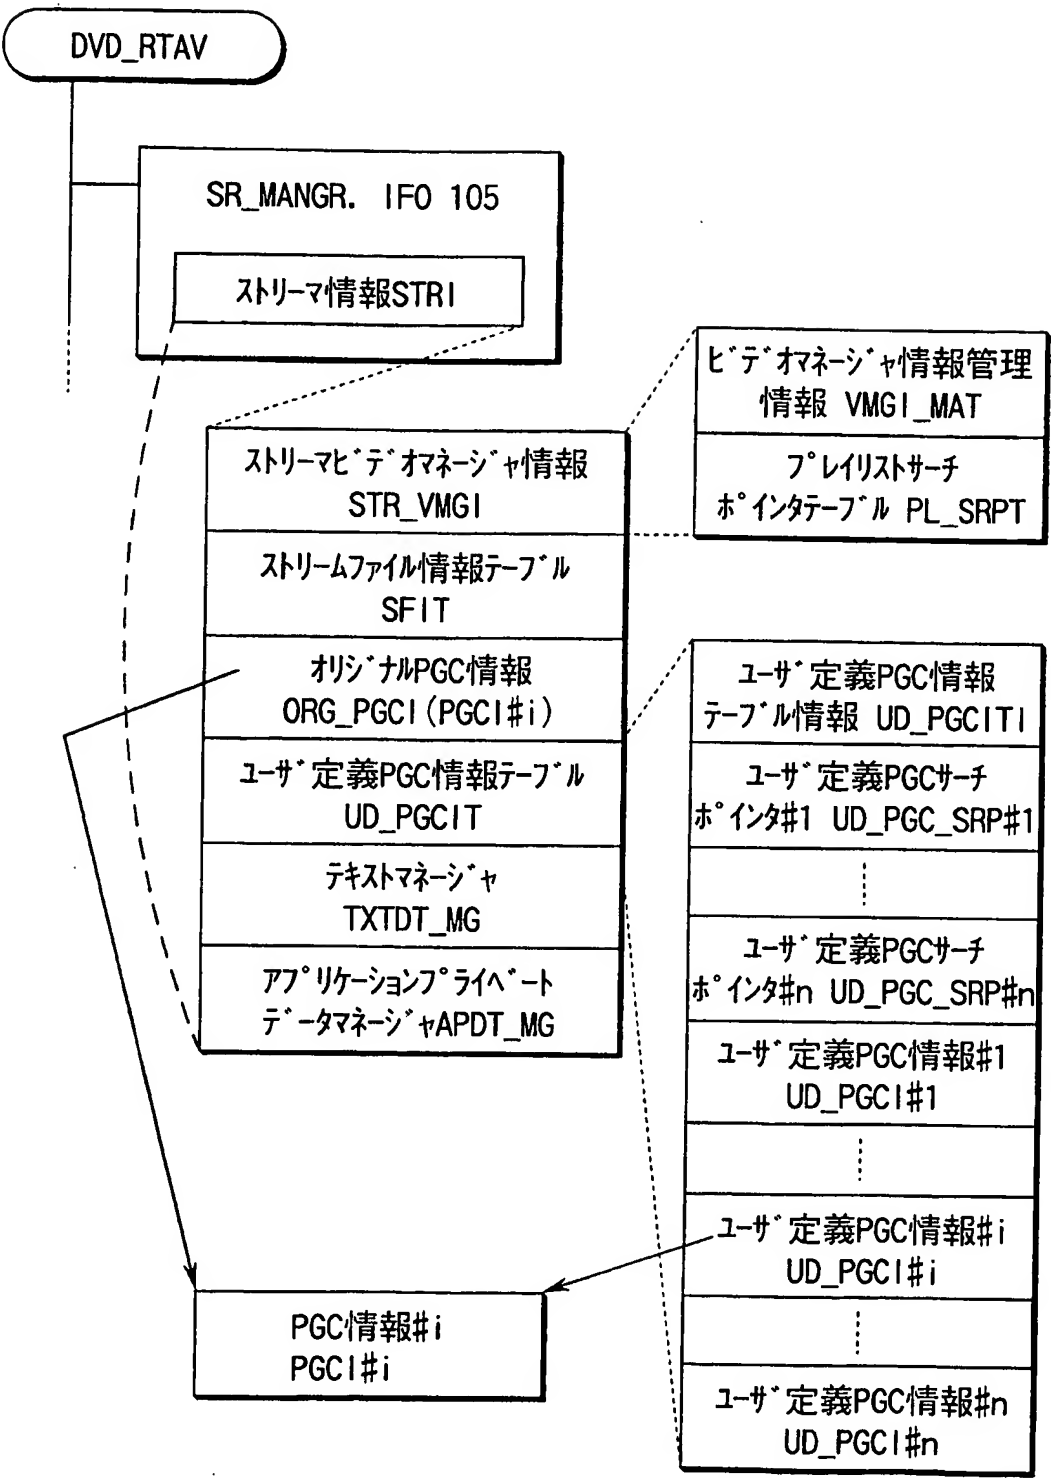 DVD_RTAV
SR_MANGR. IFO 105
ストリーマ情報STRI
ストリーマビデオマネージャ情報
STR_VMGI
ストリームファイル情報テーブル
SFIT
オリジナルPGC情報
ORG_PGCI(PGCI#i)
ユーザ定義PGC情報テーブル
UD_PGCIT
テキストマネージャ
TXTDT_MG
アプリケーションプライベート
データマネージャAPDT_MG
ビデオマネージャ情報管理
情報 VMGI_MAT
プレイリストサーチ
ポインタテーブル PL_SRPT
ユーザ定義PGC情報
テーブル情報 UD_PGCITI
ユーザ定義PGCサーチ
ポインタ#1 UD_PGC_SRP#1
ユーザ定義PGCサーチ
ポインタ#n UD_PGC_SRP#n
ユーザ定義PGC情報#1
UD_PGCI#1
ユーザ定義PGC情報#i
UD_PGCI#i
ユーザ定義PGC情報#n
UD_PGCI#n
PGC情報#i
PGCI#i